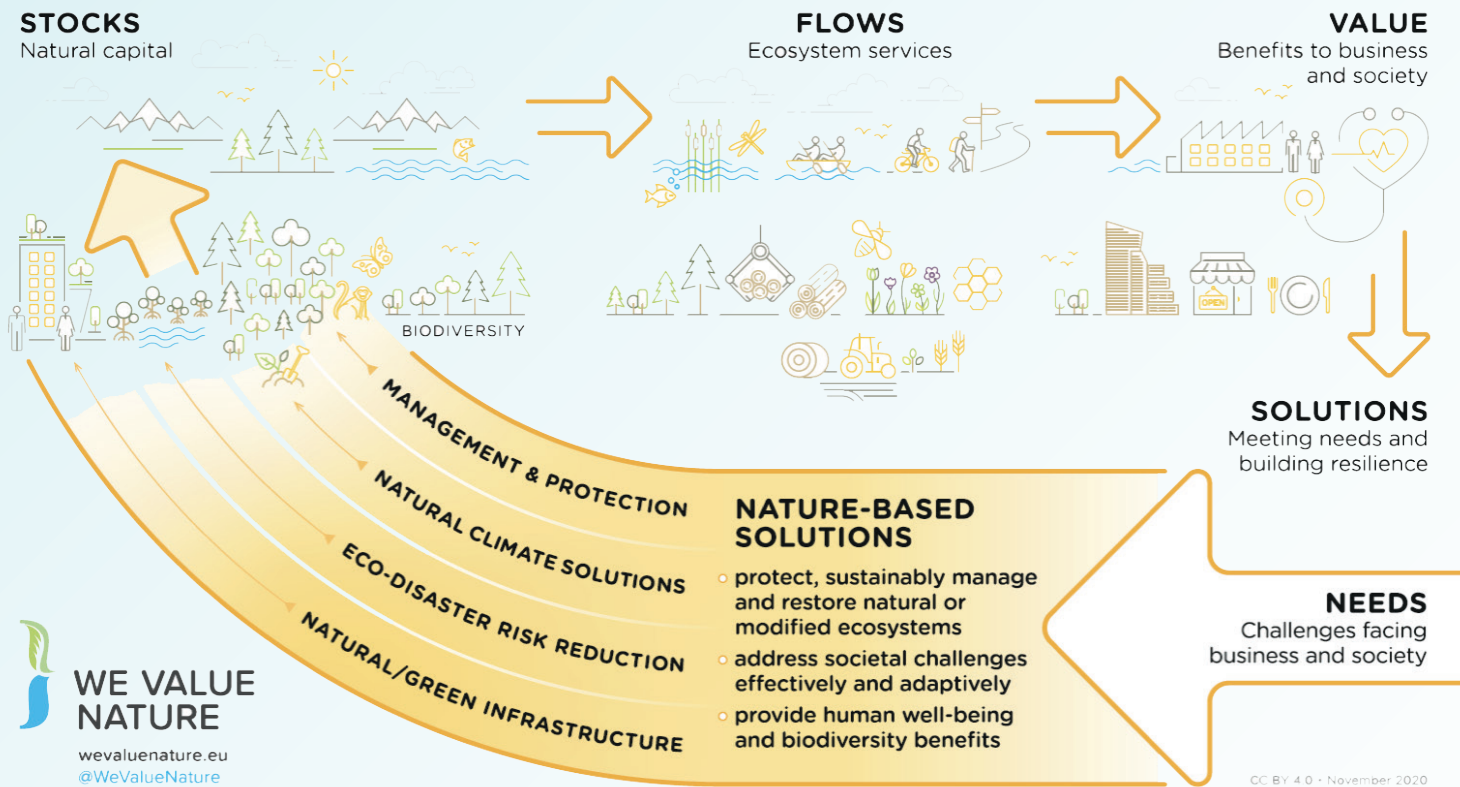 STOCKS
Natural capital
FLOWS
Ecosystem services
VALUE
Benefits to business
and society
BIODIVERSITY
OPEN
SOLUTIONS
Meeting needs and
building resilience
MANAGEMENT & PROTECTION
NATURAL CLIMATE SOLUTIONS
ECO-DISASTER RISK REDUCTION
NATURAL/GREEN INFRASTRUCTURE
NATURE-BASED
SOLUTIONS
protect, sustainably manage
and restore natural or
modified ecosystems
address societal challenges
effectively and adaptively
provide human well-being
and biodiversity benefits
NEEDS
Challenges facing
business and society
WE VALUE
NATURE
wevaluenature.eu
@WeValueNature
CC BY 4.0 • November 2020